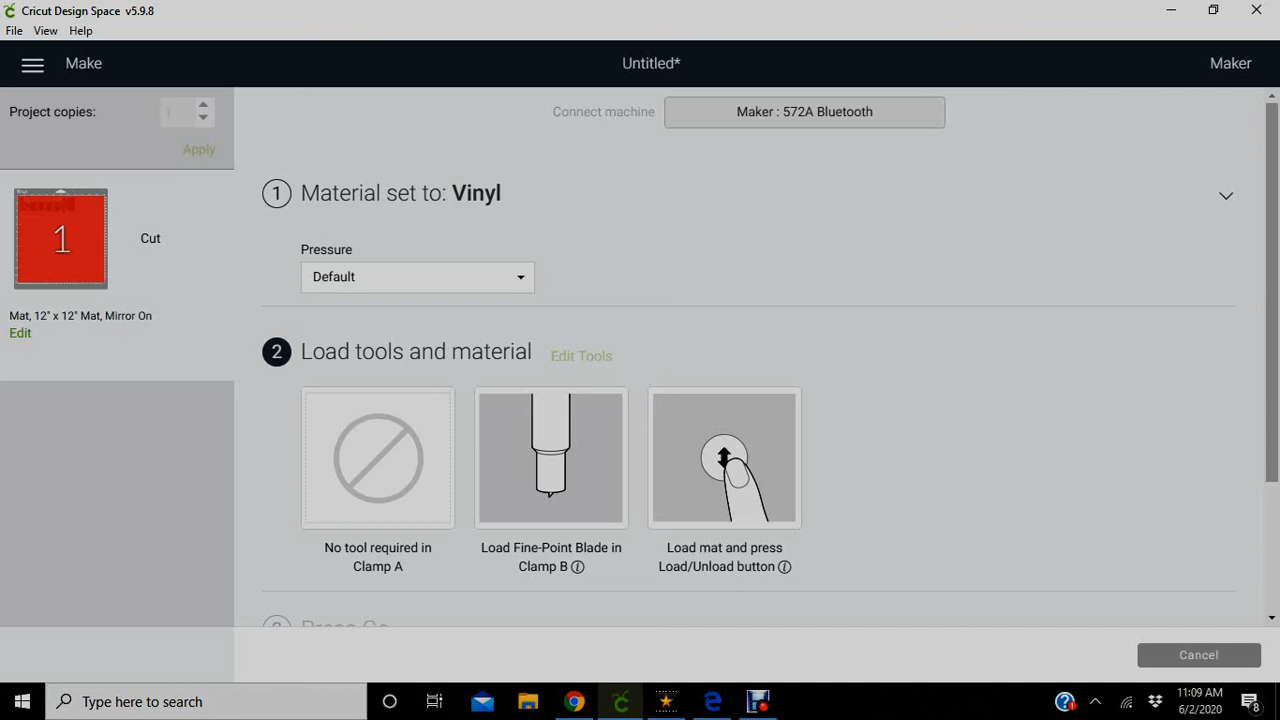 Cricut Design Space v5.9.8
File View Help
Make
Untitled*
Maker
Project copies:
Apply
Connect machine
Maker : 572A Bluetooth
1
Cut
Mat, 12" x 12" Mat, Mirror On
Edit
1 Material set to: Vinyl
Pressure
Default
2 Load tools and material Edit Tools
No tool required in
Clamp A
Load Fine-Point Blade in
Clamp B
Load mat and press
Load/Unload button
Cancel
Type here to search
11:09 AM
6/2/2020
8